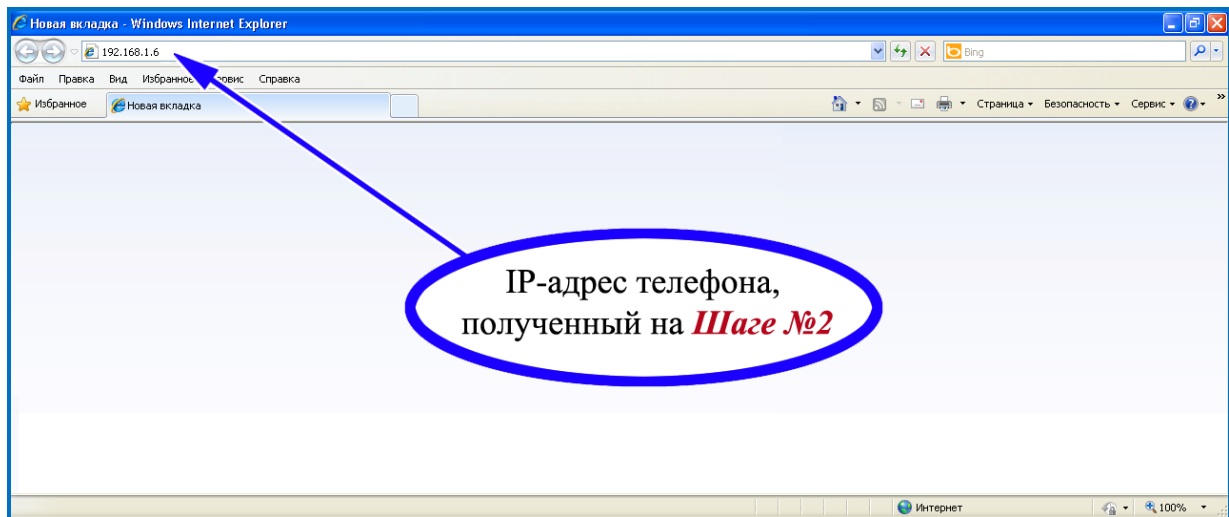 Новая вкладка - Windows Internet Explorer
192.168.1.6
Bing
Файл Правка Вид Избранное Справка
Избранное Новая вкладка Страница Безопасность Сервис »
IP-адрес телефона,
полученный на Шаге №2
Интернет 100%